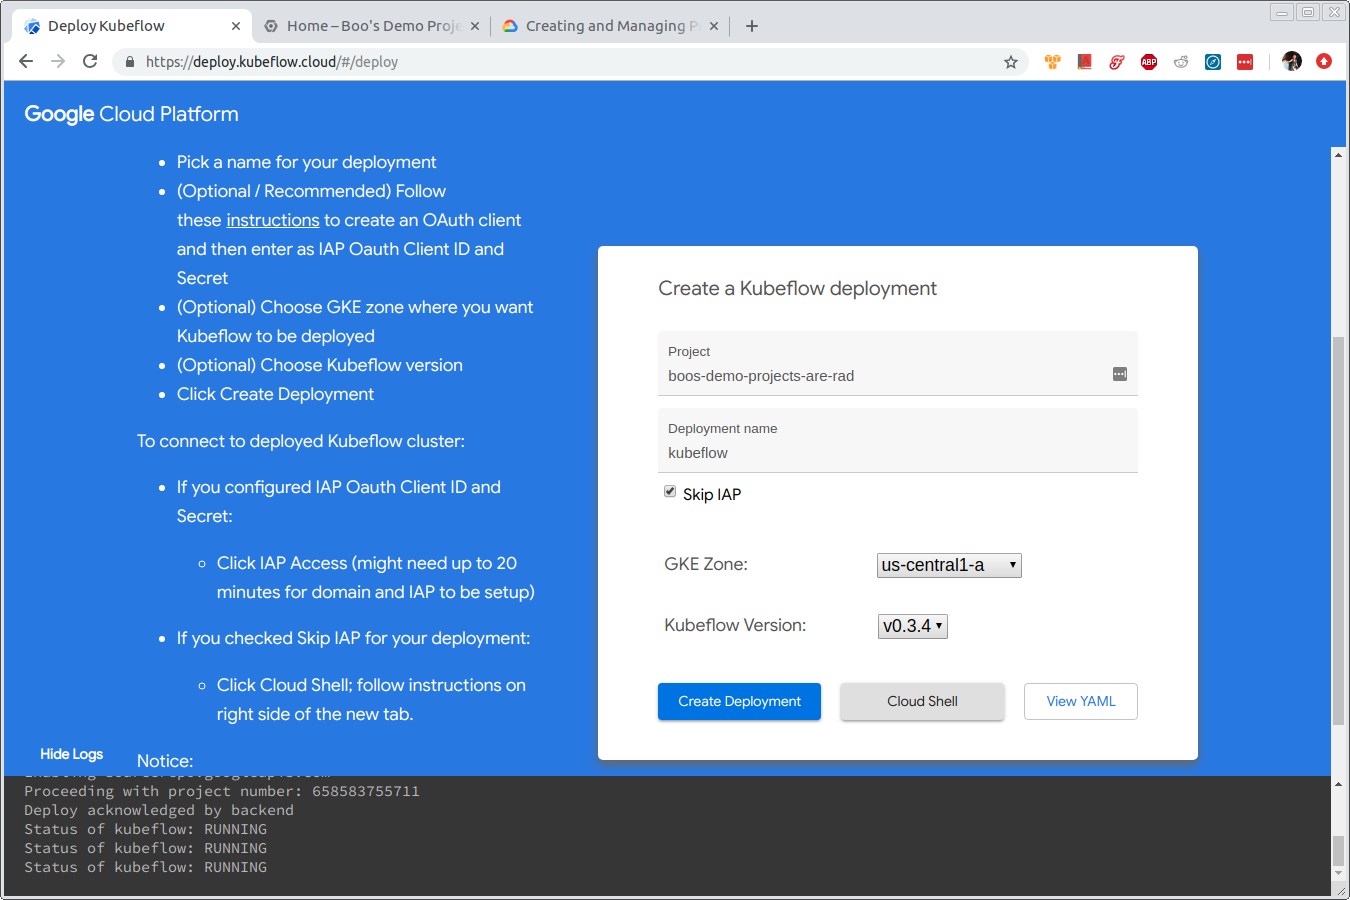 Deploy Kubeflow
Home – Boo's Demo Proje
Creating and Managing P
https://deploy.kubeflow.cloud/#/deploy
ABP
Google Cloud Platform
Pick a name for your deployment
(Optional / Recommended) Follow
these instructions to create an OAuth client
and then enter as IAP Oauth Client ID and
Secret
(Optional) Choose GKE zone where you want
Kubeflow to be deployed
(Optional) Choose Kubeflow version
Click Create Deployment
To connect to deployed Kubeflow cluster:
If you configured IAP Oauth Client ID and
Secret:
Click IAP Access (might need up to 20
minutes for domain and IAP to be setup)
If you checked Skip IAP for your deployment:
Click Cloud Shell; follow instructions on
right side of the new tab.
Notice:
Hide Logs
Create a Kubeflow deployment
Project
boos-demo-projects-are-rad
Deployment name
kubeflow
Skip IAP
GKE Zone:
us-central1-a
Kubeflow Version:
v0.3.4
Create Deployment
Cloud Shell
View YAML
Proceeding with project number: 658583755711
Deploy acknowledged by backend
Status of kubeflow: RUNNING
Status of kubeflow: RUNNING
Status of kubeflow: RUNNING